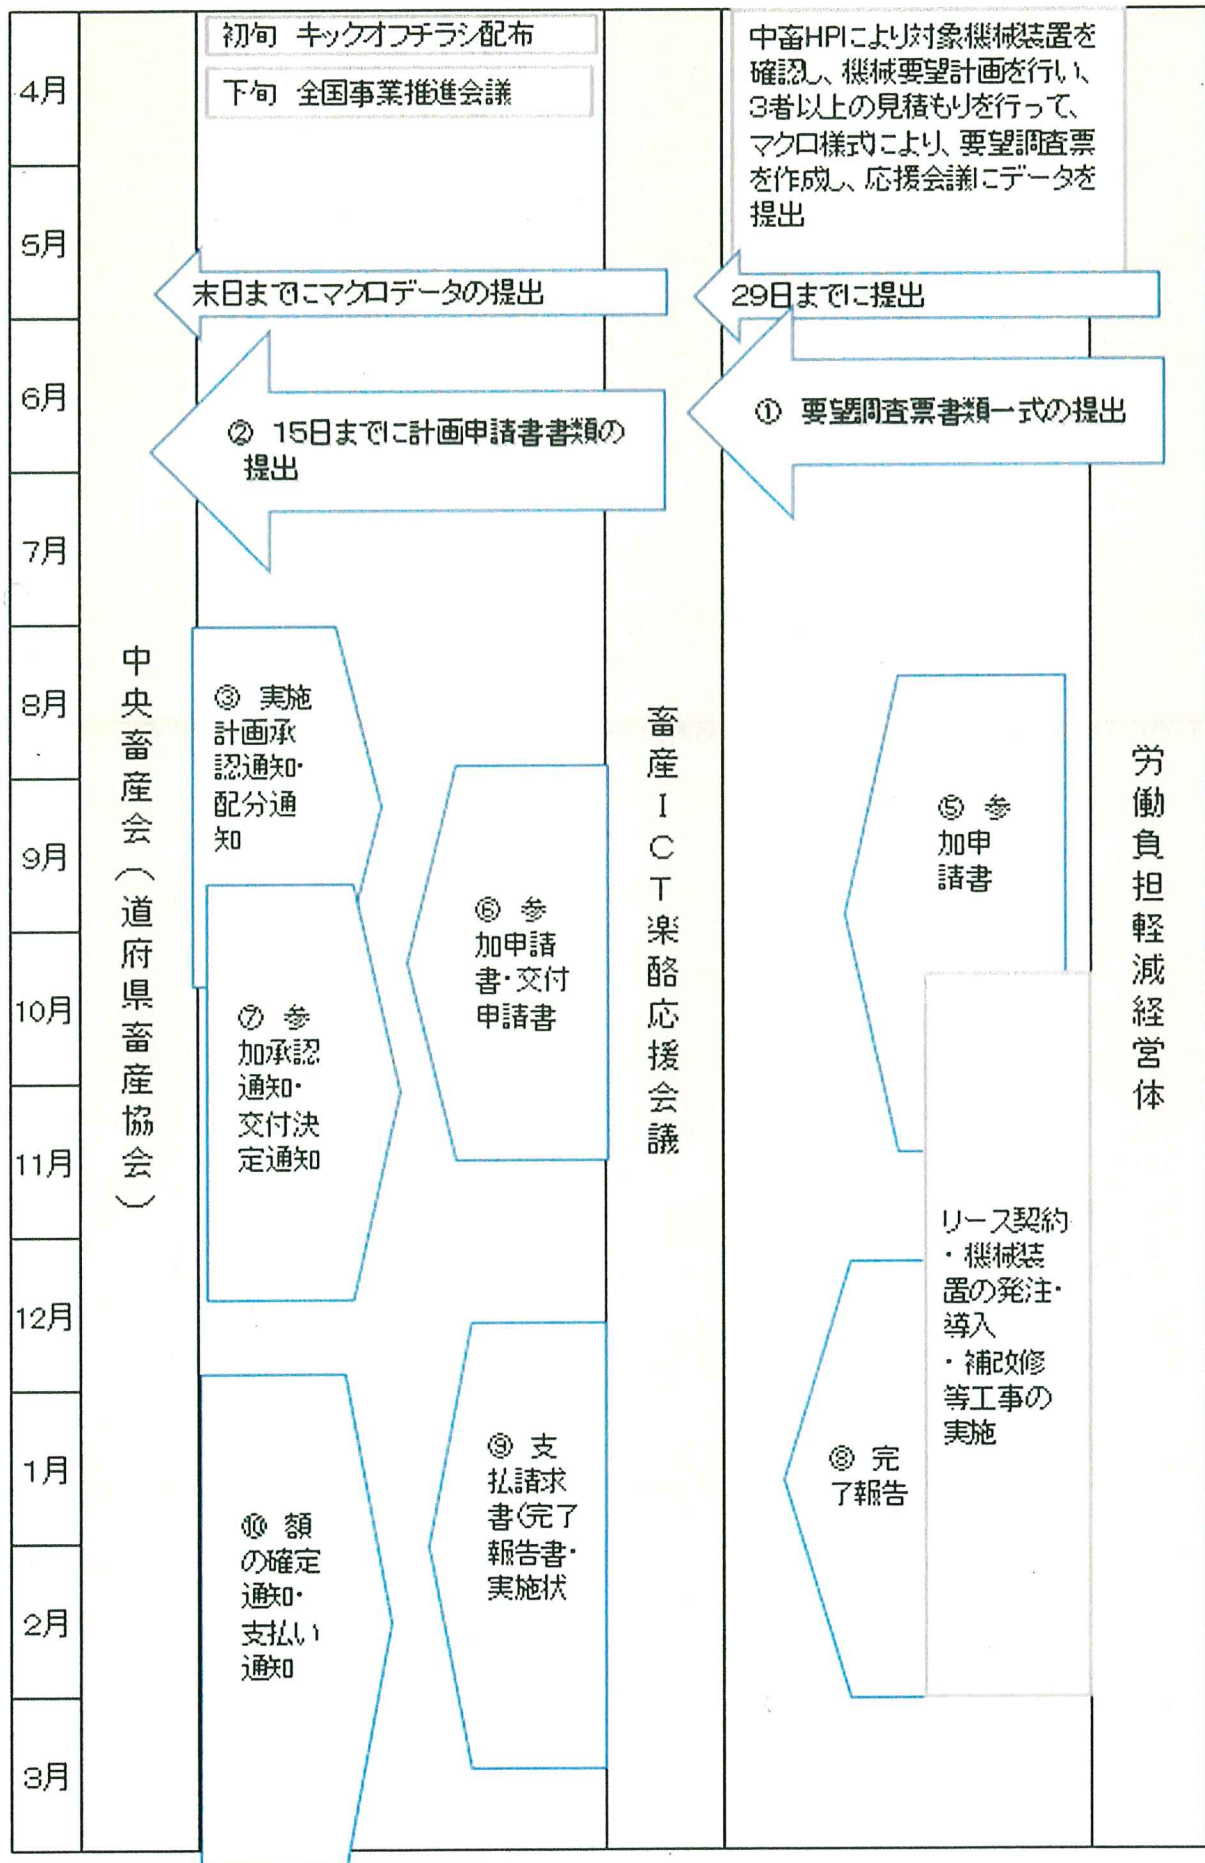 4月
5月
6月
7月
8月
9月
10月
11月
12月
1月
2月
3月
中央畜産会(道府県畜産協会)
初旬 キックオフチラシ配布
下旬 全国事業推進会議
末日までにマクロデータの提出
② 15日までに計画申請書書類の
提出
③ 実施
計画承
認通知・
配分通
知
⑥ 参
加申請
書・交付
申請書
⑦ 参
加承認
通知・
交付決
定通知
⑨ 支
払請求
書(完了
報告書・
実施状
⑩ 額
の確定
通知・
支払い
通知
畜産ICT楽酪応援会議
中畜HPにより対象機械装置を
確認し、機械要望計画を行い、
3者以上の見積もりを行って、
マクロ様式により、要望調査票
を作成し、応援会議にデータを
提出
29日までに提出
① 要望調査票書類一式の提出
⑤ 参
加申
請書
リース契約
・機械装
置の発注・
導入
・補改修
等工事の
実施
⑧ 完
了報告
労働負担軽減経営体